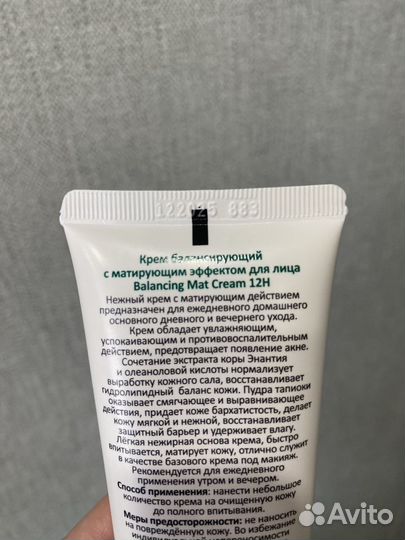 122025 883
Крем балансирующий
с матирующим эффектом для лица
Balancing Mat Cream 12H
Нежный крем с матирующим действием
предназначен для ежедневного домашнего
основного дневного и вечернего ухода.
Крем обладает увлажняющим,
успокаивающим и противовоспалительным
действием, предотвращает появление акне.
Сочетание экстракта коры Энантия
и олеаноловой кислоты нормализует
выработку кожного сала, восстанавливает
гидролипидный баланс кожи. Пудра тапиоки
оказывает смягчающее и выравнивающее
действия, придает коже бархатистость, делает
кожу мягкой и нежной, восстанавливает
защитный барьер и удерживает влагу.
Лёгкая нежирная основа крема, быстро
впитывается, матирует кожу, отлично служит
в качестве базового крема под макияж.
Рекомендуется для ежедневного
применения утром и вечером.
Способ применения: нанести небольшое
количество крема на очищенную кожу
до полного впитывания.
Меры предосторожности: не наносить
на повреждённую кожу. Во избежание
индивидуальной непереносимости
Avito